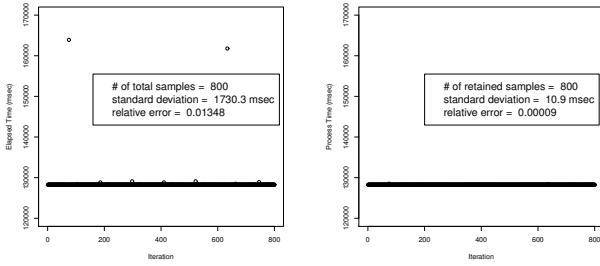 170000
160000
150000
140000
130000
120000
Elapsed Time (msec)
# of total samples = 800
standard deviation = 1730.3 msec
relative error = 0.01348
0 200 400 600 800
Iteration
170000
160000
150000
140000
130000
120000
Process Time (msec)
# of retained samples = 800
standard deviation = 10.9 msec
relative error = 0.00009
0 200 400 600 800
Iteration